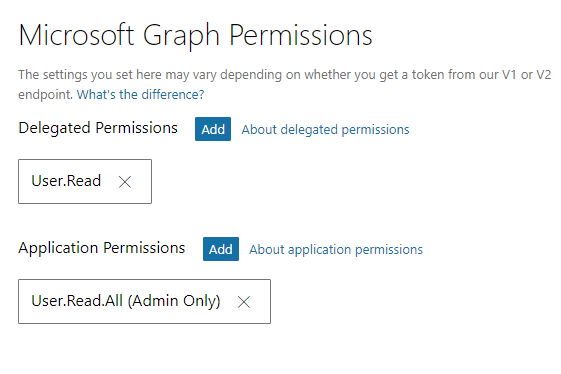 Microsoft Graph Permissions
The settings you set here may vary depending on whether you get a token from our V1 or V2
endpoint. What's the difference?
Delegated Permissions Add About delegated permissions
User.Read
Application Permissions Add About application permissions
User.Read.All (Admin Only)